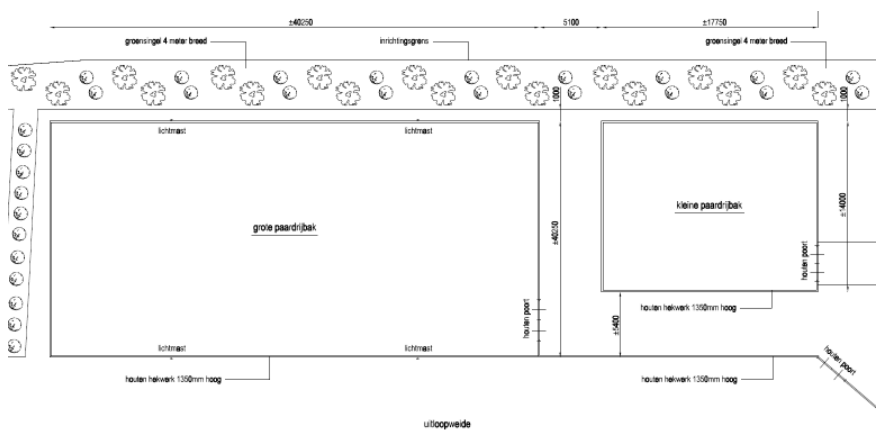 ±40250 5100 ±17750
groensingel 4 meter breed inrichtingsgrens groensingel 4 meter breed
1000 1000
lichtmast lichtmast
kleine paardrijbak
±14000
grote paardrijbak
±40250
houten poort
houten hekwerk 1350mm hoog
houten poort
±5400
lichtmast lichtmast
houten poort
houten hekwerk 1350mm hoog houten hekwerk 1350mm hoog
uitloopweide